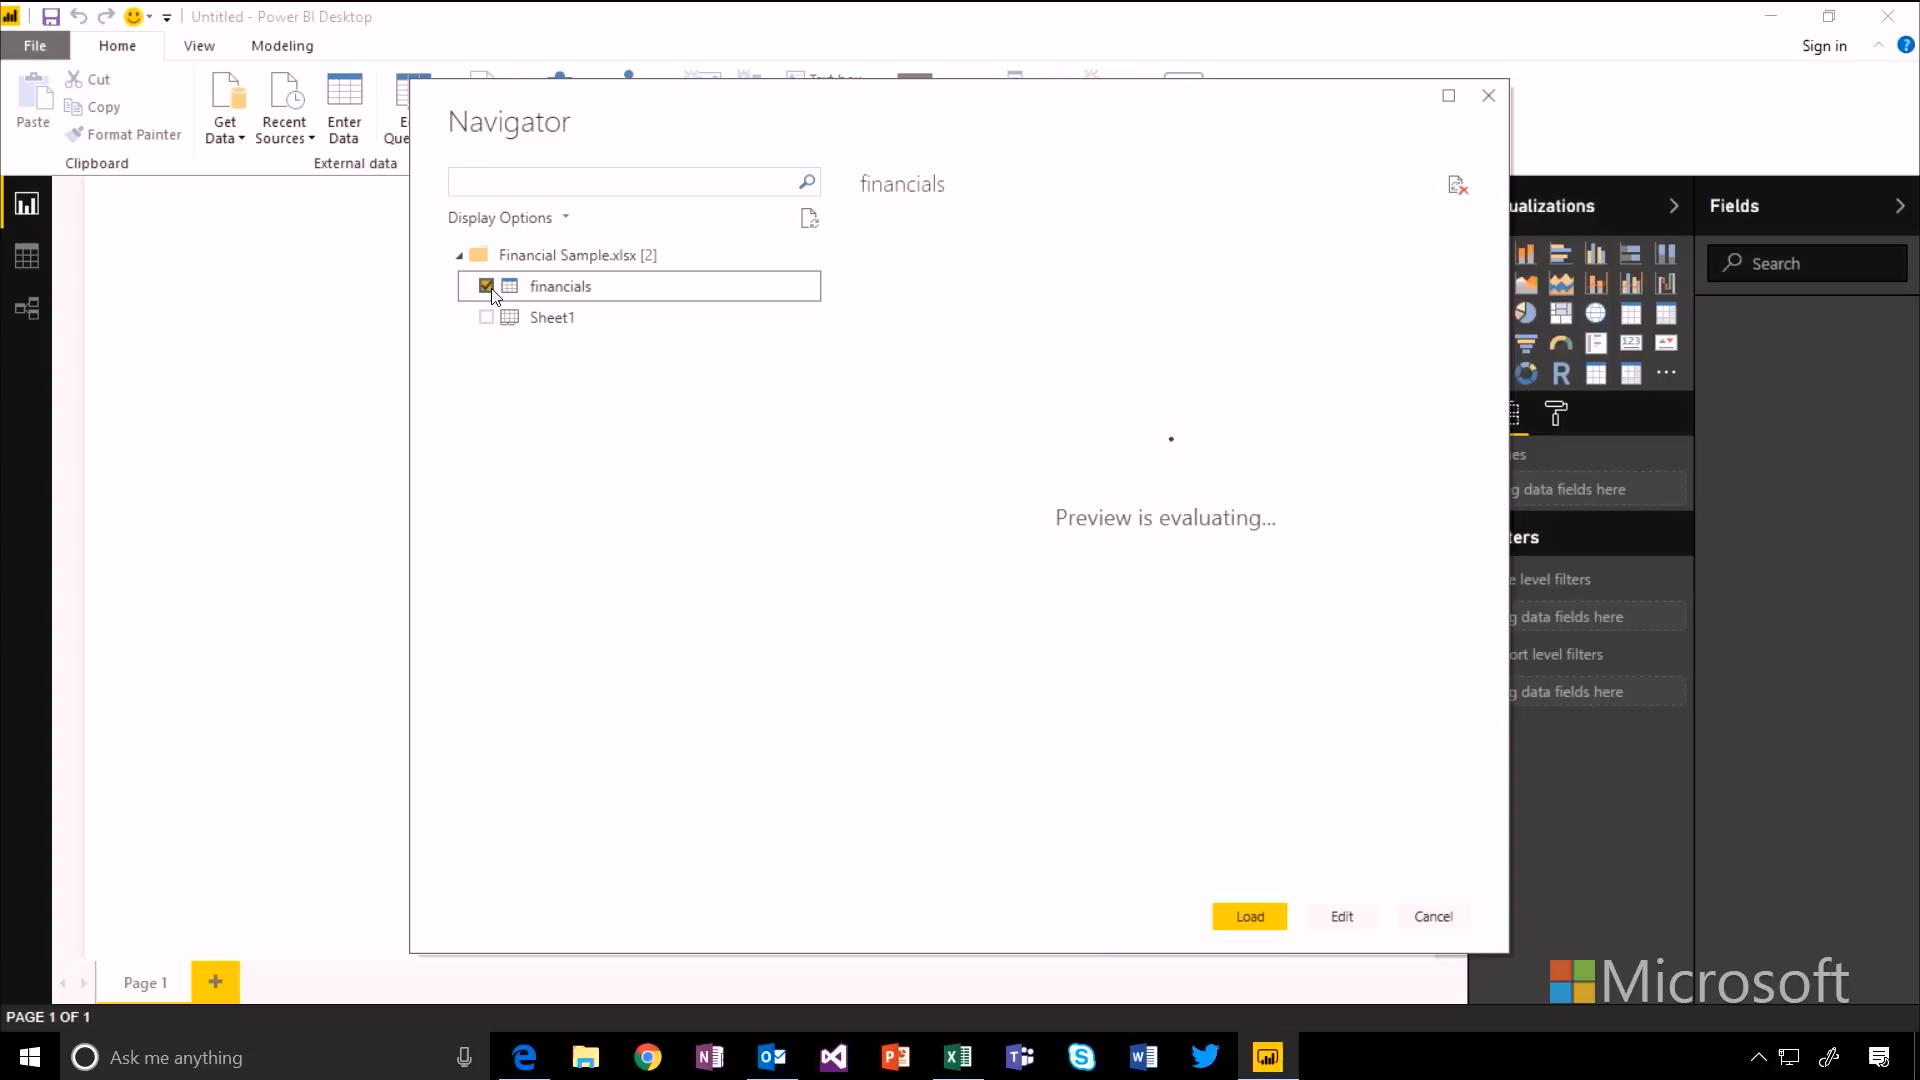 Untitled - Power BI Desktop
File Home View Modeling Sign in
Cut
Copy
Format Painter
Paste
Get Data
Recent Sources
Enter Data
Clipboard
External data
Navigator
financials
Display Options
Financial Sample.xlsx [2]
financials
Sheet1
Preview is evaluating...
Load Edit Cancel
ualizations
Fields
Search
R
123
es
g data fields here
ters
e level filters
g data fields here
ort level filters
g data fields here
Page 1
PAGE 1 OF 1
Microsoft
Ask me anything